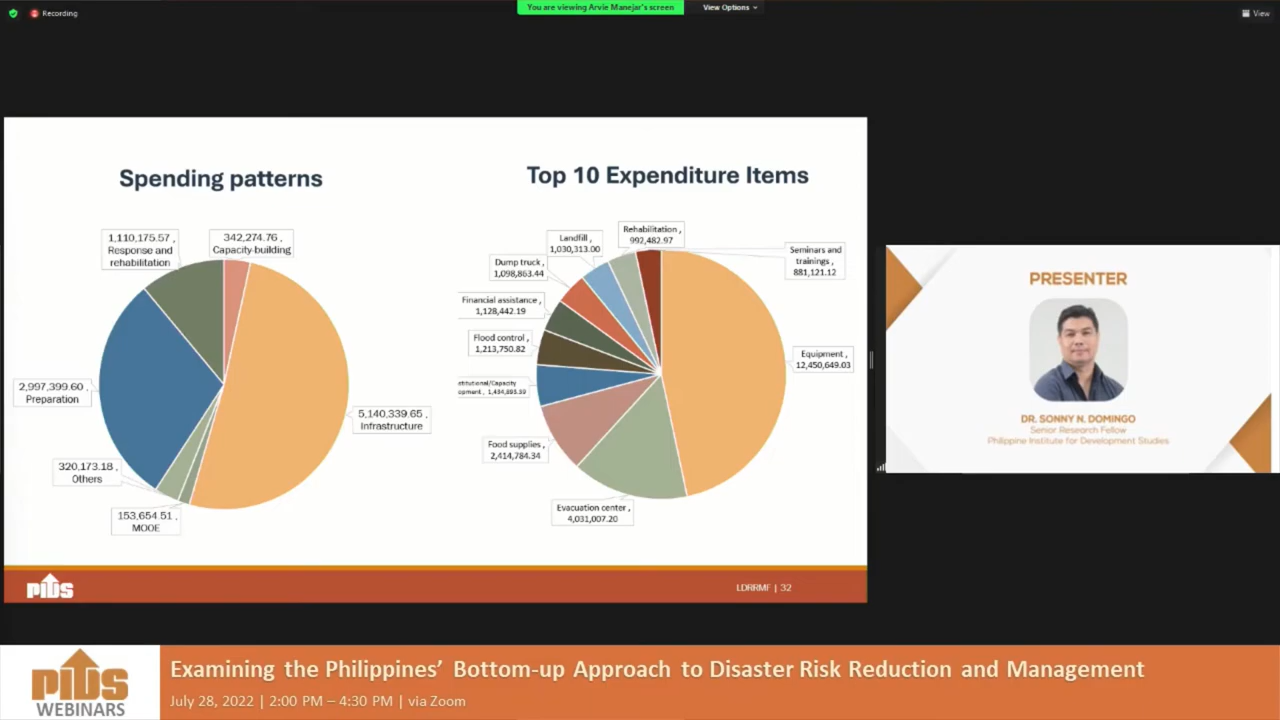 Recording
You are viewing Arvie Manejar's screen
View Options
View
Spending patterns
Top 10 Expenditure Items
1,110,175.57 ,
Response and
rehabilitation
342,274.76 ,
Capacity-building
5,140,339.65 ,
Infrastructure
2,997,399.60 ,
Preparation
320,173.18 ,
Others
153,654.51 ,
MOOE
Rehabilitation ,
992,482.97
Landfill ,
1,030,313.00
Seminars and
trainings ,
881,121.12
Dump truck ,
1,098,863.44
Financial assistance ,
1,128,442.19
Flood control ,
1,213,750.82
Equipment ,
12,450,649.03
stitutional/Capacity
Food supplies ,
2,414,784.34
Evacuation center ,
4,031,007.20
PIDS
LDRRMF | 32
PRESENTER
DR. SONNY N. DOMINGO
Senior Research Fellow
Philippine Institute for Development Studies
PIDS
WEBINARS
Examining the Philippines’ Bottom-up Approach to Disaster Risk Reduction and Management
July 28, 2022 | 2:00 PM – 4:30 PM | via Zoom